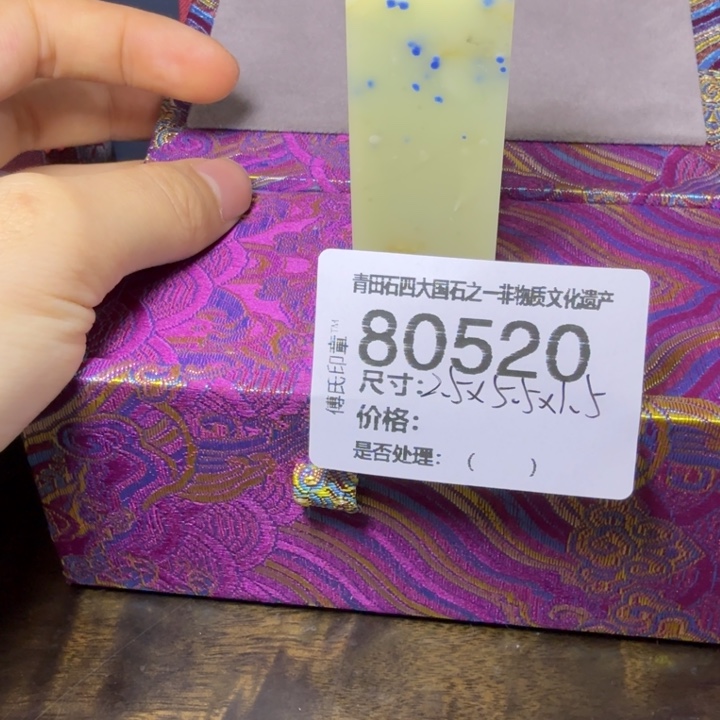 青田石四大国石之一非物质文化遗产
傅氏印章™
80520
尺寸:2.5x5.5x1.5
价格:
是否处理: ( )